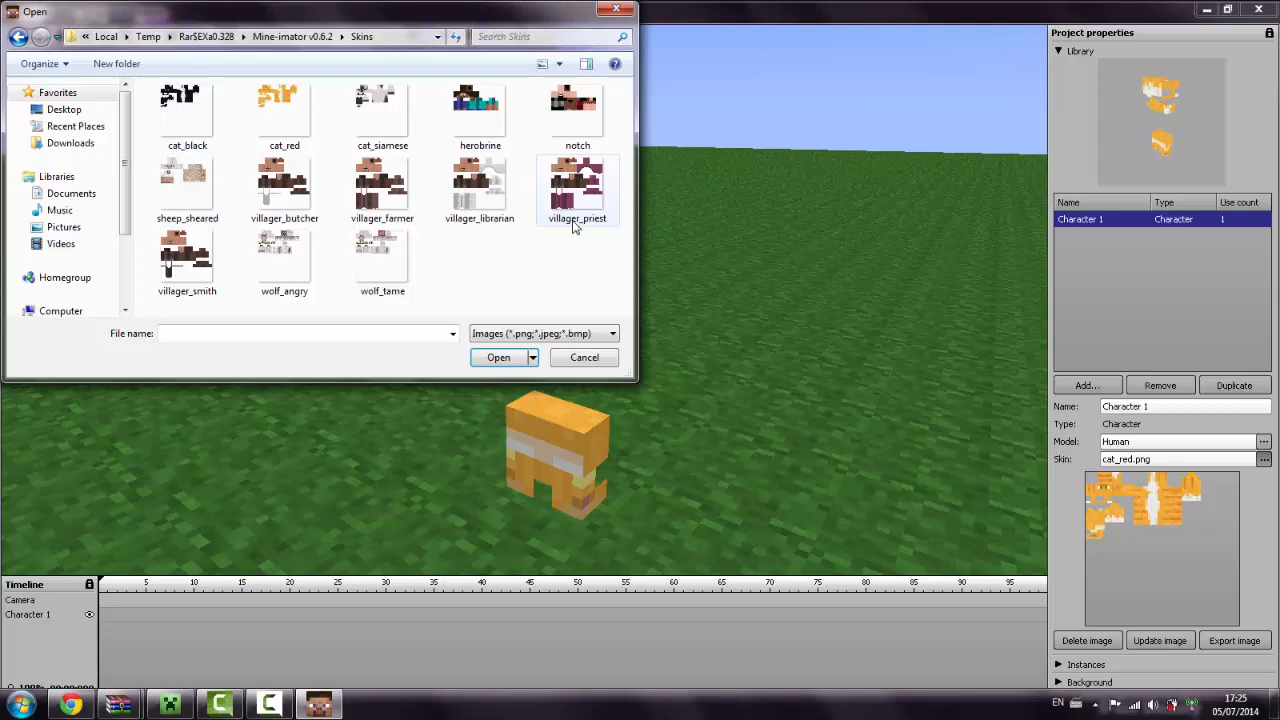 Open
Local Temp Rar$EXa0.328 Mine-imator v0.6.2 Skins
Search Skins
Organize New folder
Favorites
Desktop
Recent Places
Downloads
Libraries
Documents
Music
Pictures
Videos
Homegroup
Computer
cat_black cat_red cat_siamese herobrine notch
sheep_sheared villager_butcher villager_farmer villager_librarian villager_priest
villager_smith wolf_angry wolf_tame
File name: Images (*.png;*.jpeg;*.bmp)
Open Cancel
Project properties
Library
Name Type Use count
Character 1 Character 1
Add... Remove Duplicate
Name: Character 1
Type: Character
Model: Human
Skin: cat_red.png
Delete image Update image Export image
Instances
Background
Timeline 5 10 15 20 25 30 35 40 45 50 55 60 65 70 75 80 85 90 95
Camera
Character 1
EN 17:25
05/07/2014